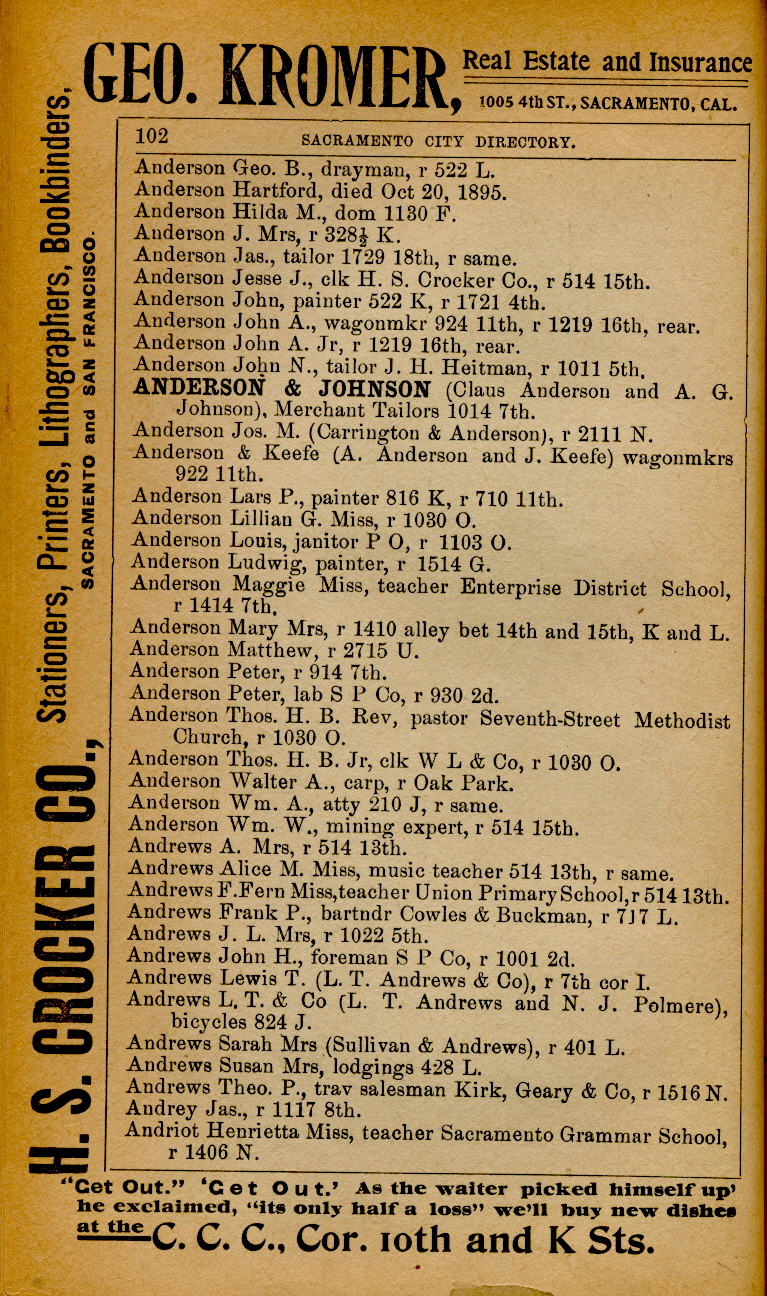 GEO. KROMER, Real Estate and Insurance
1005 4th ST., SACRAMENTO, CAL.
H. S. CROCKER CO., Stationers, Printers, Lithographers, Bookbinders,
SACRAMENTO and SAN FRANCISCO.
102 SACRAMENTO CITY DIRECTORY.
Anderson Geo. B., drayman, r 522 L.
Anderson Hartford, died Oct 20, 1895.
Anderson Hilda M., dom 1130 F.
Anderson J. Mrs, r 328½ K.
Anderson Jas., tailor 1729 18th, r same.
Anderson Jesse J., clk H. S. Crocker Co., r 514 15th.
Anderson John, painter 522 K, r 1721 4th.
Anderson John A., wagonmkr 924 11th, r 1219 16th, rear.
Anderson John A. Jr, r 1219 16th, rear.
Anderson John N., tailor J. H. Heitman, r 1011 5th.
ANDERSON & JOHNSON (Claus Anderson and A. G.
Johnson), Merchant Tailors 1014 7th.
Anderson Jos. M. (Carrington & Anderson), r 2111 N.
Anderson & Keefe (A. Anderson and J. Keefe) wagonmkrs
922 11th.
Anderson Lars P., painter 816 K, r 710 11th.
Anderson Lillian G. Miss, r 1030 O.
Anderson Louis, janitor P O, r 1103 O.
Anderson Ludwig, painter, r 1514 G.
Anderson Maggie Miss, teacher Enterprise District School,
r 1414 7th.
Anderson Mary Mrs, r 1410 alley bet 14th and 15th, K and L.
Anderson Matthew, r 2715 U.
Anderson Peter, r 914 7th.
Anderson Peter, lab S P Co, r 930 2d.
Anderson Thos. H. B. Rev, pastor Seventh-Street Methodist
Church, r 1030 O.
Anderson Thos. H. B. Jr, clk W L & Co, r 1030 O.
Anderson Walter A., carp, r Oak Park.
Anderson Wm. A., atty 210 J, r same.
Anderson Wm. W., mining expert, r 514 15th.
Andrews A. Mrs, r 514 13th.
Andrews Alice M. Miss, music teacher 514 13th, r same.
Andrews F. Fern Miss, teacher Union Primary School, r 514 13th.
Andrews Frank P., bartndr Cowles & Buckman, r 717 L.
Andrews J. L. Mrs, r 1022 5th.
Andrews John H., foreman S P Co, r 1001 2d.
Andrews Lewis T. (L. T. Andrews & Co), r 7th cor I.
Andrews L. T. & Co (L. T. Andrews and N. J. Polmere),
bicycles 824 J.
Andrews Sarah Mrs (Sullivan & Andrews), r 401 L.
Andrews Susan Mrs, lodgings 428 L.
Andrews Theo. P., trav salesman Kirk, Geary & Co, r 1516 N.
Audrey Jas., r 1117 8th.
Andriot Henrietta Miss, teacher Sacramento Grammar School,
r 1406 N.
"Get Out." 'Get Out.' As the waiter picked himself up'
he exclaimed, "its only half a loss" we'll buy new dishes
at the C. C. C., Cor. 10th and K Sts.